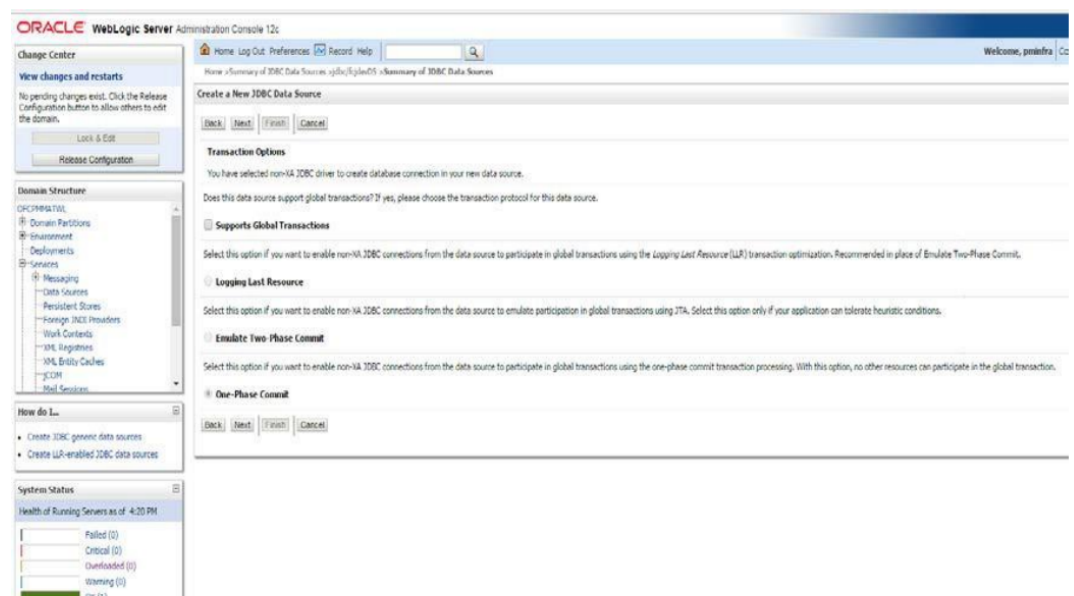 ORACLE WebLogic Server Administration Console 12c
Change Center
View changes and restarts
No pending changes exist. Click the Release
Configuration button to allow others to edit
the domain.
Lock & Edit
Release Configuration
Domain Structure
Domain Partitions
Environment
Deployments
Services
Messaging
Data Sources
Persistent Stores
Foreign JNDI Providers
Work Contexts
XML Registries
XML Entity Caches
jCOM
Mail Sessions
How do I...
Create JDBC generic data sources
Create LLR-enabled JDBC data sources
System Status
Health of Running Servers as of 4:20 PM
Failed (0)
Critical (0)
Overloaded (0)
Warning (0)
Home Log Out Preferences Record Help
Welcome, pminfra
Home >Summary of JDBC Data Sources >Summary of JDBC Data Sources
Create a New JDBC Data Source
Back Next Finish Cancel
Transaction Options
You have selected non-XA JDBC driver to create database connection in your new data source.
Does this data source support global transactions? If yes, please choose the transaction protocol for this data source.
Supports Global Transactions
Select this option if you want to enable non-XA JDBC connections from the data source to participate in global transactions using the Logging Last Resource (LLR) transaction optimization. Recommended in place of Emulate Two-Phase Commit.
Logging Last Resource
Select this option if you want to enable non-XA JDBC connections from the data source to emulate participation in global transactions using JTA. Select this option only if your application can tolerate heuristic conditions.
Emulate Two-Phase Commit
Select this option if you want to enable non-XA JDBC connections from the data source to participate in global transactions using the one-phase commit transaction processing. With this option, no other resources can participate in the global transaction.
One-Phase Commit
Back Next Finish Cancel